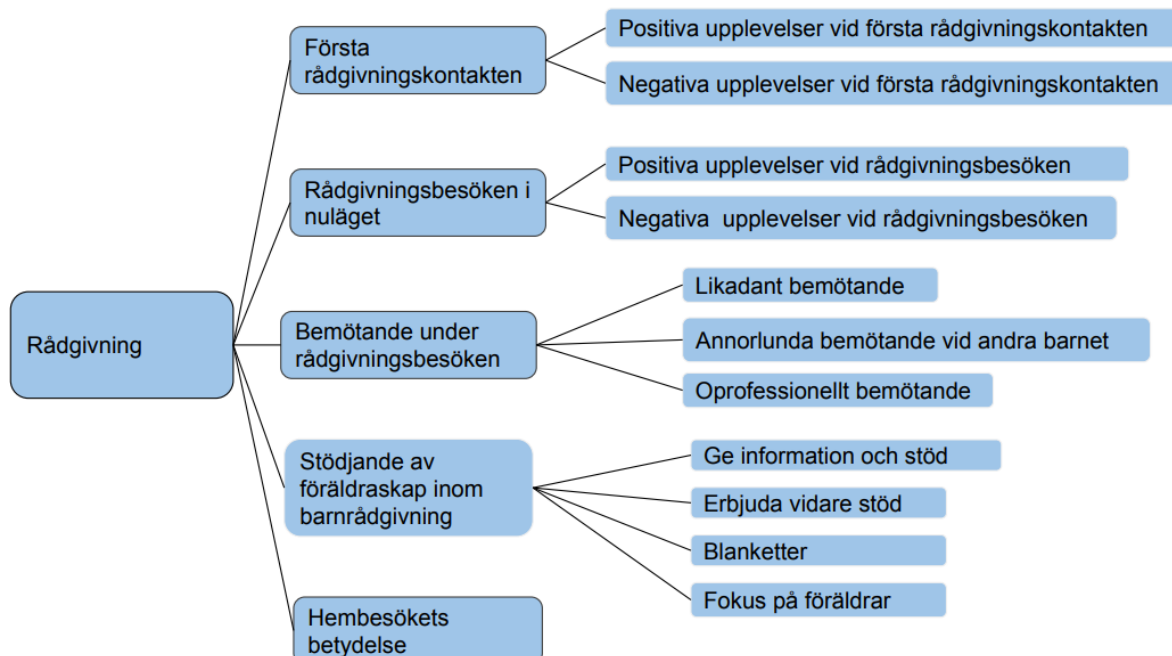 Rådgivning
Första
rådgivningskontakten
Positiva upplevelser vid första rådgivningskontakten
Negativa upplevelser vid första rådgivningskontakten
Rådgivningsbesöken i
nuläget
Positiva upplevelser vid rådgivningsbesöken
Negativa upplevelser vid rådgivningsbesöken
Bemötande under
rådgivningsbesöken
Likadant bemötande
Annorlunda bemötande vid andra barnet
Oprofessionellt bemötande
Stödjande av
föräldraskap inom
barnrådgivning
Ge information och stöd
Erbjuda vidare stöd
Blanketter
Fokus på föräldrar
Hembesökets
betydelse